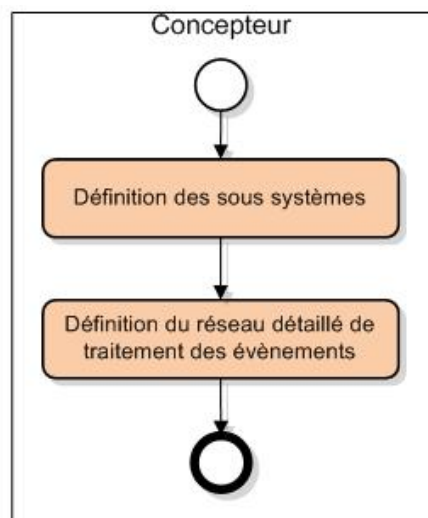 Concepteur
Définition des sous systèmes
Définition du réseau détaillé de
traitement des évènements